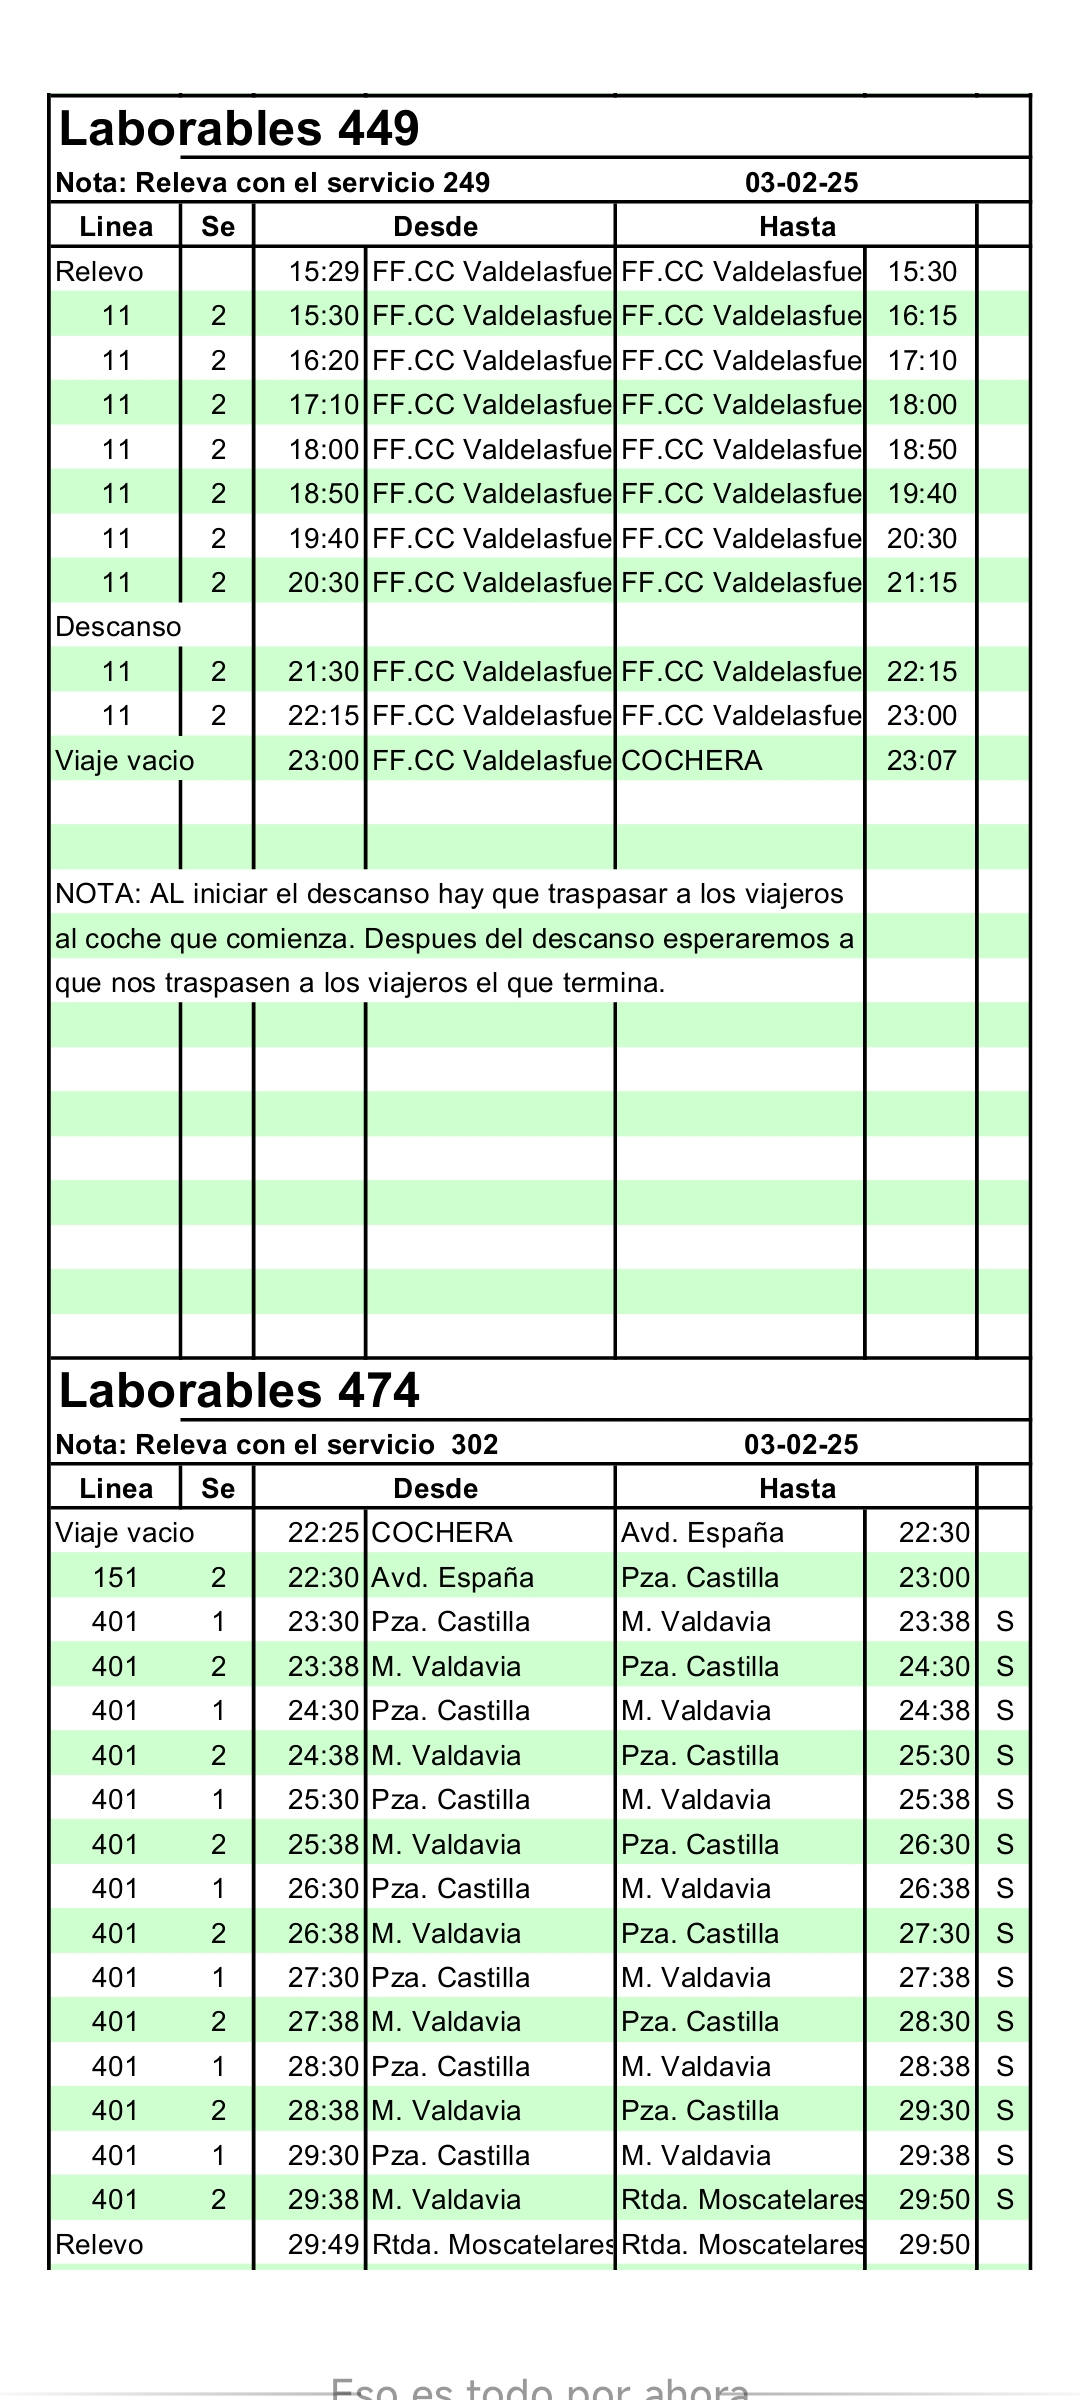 Laborables 449
Nota: Releva con el servicio 249 03-02-25
Linea Se Desde Hasta
Relevo 15:29 FF.CC Valdelasfue FF.CC Valdelasfue 15:30
11 2 15:30 FF.CC Valdelasfue FF.CC Valdelasfue 16:15
11 2 16:20 FF.CC Valdelasfue FF.CC Valdelasfue 17:10
11 2 17:10 FF.CC Valdelasfue FF.CC Valdelasfue 18:00
11 2 18:00 FF.CC Valdelasfue FF.CC Valdelasfue 18:50
11 2 18:50 FF.CC Valdelasfue FF.CC Valdelasfue 19:40
11 2 19:40 FF.CC Valdelasfue FF.CC Valdelasfue 20:30
11 2 20:30 FF.CC Valdelasfue FF.CC Valdelasfue 21:15
Descanso
11 2 21:30 FF.CC Valdelasfue FF.CC Valdelasfue 22:15
11 2 22:15 FF.CC Valdelasfue FF.CC Valdelasfue 23:00
Viaje vacio 23:00 FF.CC Valdelasfue COCHERA 23:07
NOTA: AL iniciar el descanso hay que traspasar a los viajeros
al coche que comienza. Despues del descanso esperaremos a
que nos traspasen a los viajeros el que termina.
Laborables 474
Nota: Releva con el servicio 302 03-02-25
Linea Se Desde Hasta
Viaje vacio 22:25 COCHERA Avd. España 22:30
151 2 22:30 Avd. España Pza. Castilla 23:00
401 1 23:30 Pza. Castilla M. Valdavia 23:38 S
401 2 23:38 M. Valdavia Pza. Castilla 24:30 S
401 1 24:30 Pza. Castilla M. Valdavia 24:38 S
401 2 24:38 M. Valdavia Pza. Castilla 25:30 S
401 1 25:30 Pza. Castilla M. Valdavia 25:38 S
401 2 25:38 M. Valdavia Pza. Castilla 26:30 S
401 1 26:30 Pza. Castilla M. Valdavia 26:38 S
401 2 26:38 M. Valdavia Pza. Castilla 27:30 S
401 1 27:30 Pza. Castilla M. Valdavia 27:38 S
401 2 27:38 M. Valdavia Pza. Castilla 28:30 S
401 1 28:30 Pza. Castilla M. Valdavia 28:38 S
401 2 28:38 M. Valdavia Pza. Castilla 29:30 S
401 1 29:30 Pza. Castilla M. Valdavia 29:38 S
401 2 29:38 M. Valdavia Rtda. Moscatelares 29:50 S
Relevo 29:49 Rtda. Moscatelares Rtda. Moscatelares 29:50
Eso es todo por ahora